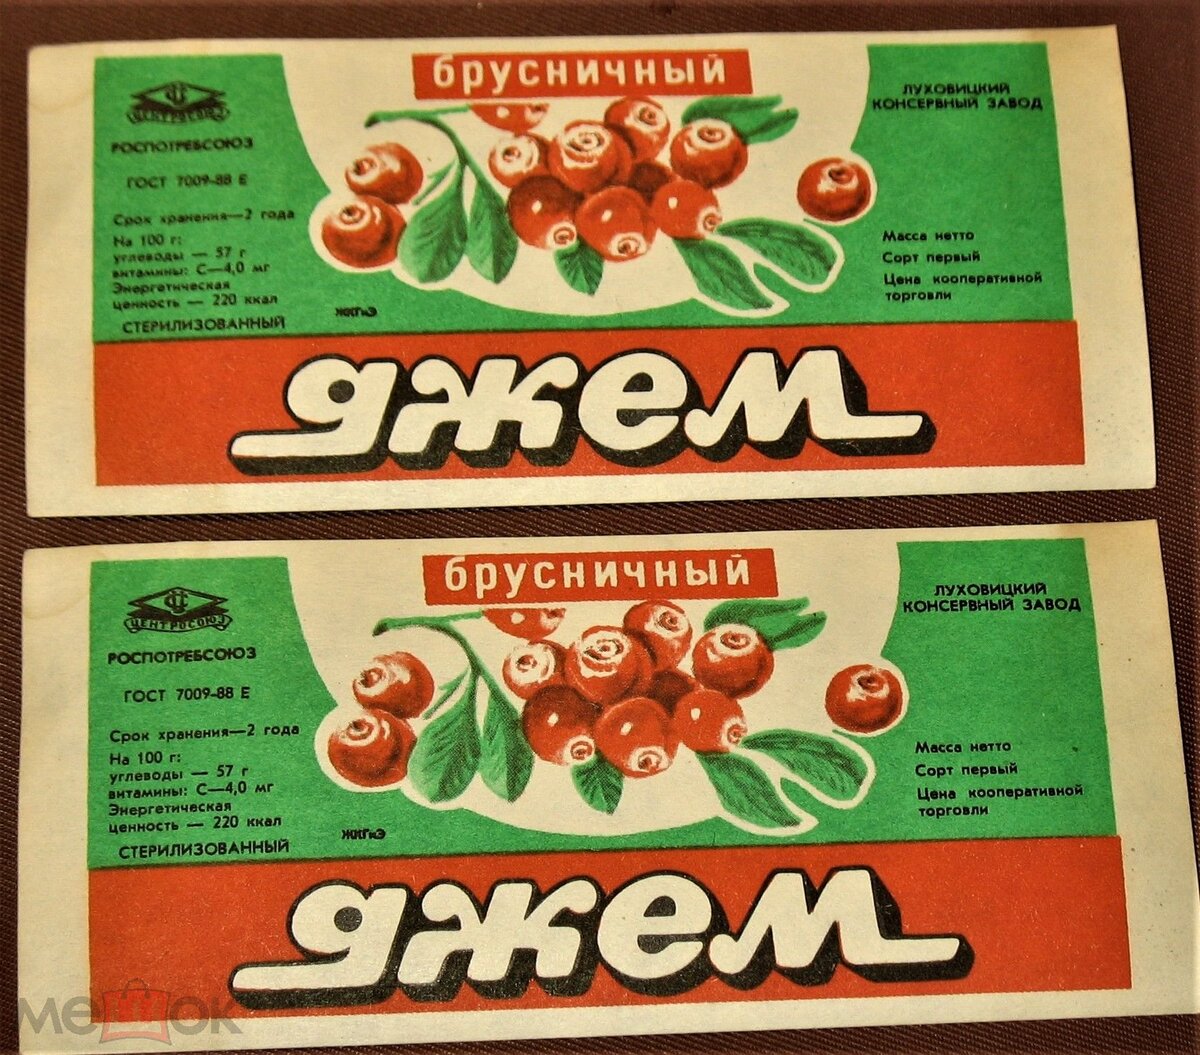 брусничный
ЦЕНТРОСОЮЗ
РОСПОТРЕБСОЮЗ
ГОСТ 7009-88 Е
Срок хранения—2 года
На 100 г:
углеводы — 57 г
витамины: С—4,0 мг
Энергетическая
ценность — 220 ккал
СТЕРИЛИЗОВАННЫЙ
ЖКГиЭ
ЛУХОВИЦКИЙ
КОНСЕРВНЫЙ ЗАВОД
Масса нетто
Сорт первый
Цена кооперативной
торговли
джем
брусничный
ЦЕНТРОСОЮЗ
РОСПОТРЕБСОЮЗ
ГОСТ 7009-88 Е
Срок хранения—2 года
На 100 г:
углеводы — 57 г
витамины: С—4,0 мг
Энергетическая
ценность — 220 ккал
СТЕРИЛИЗОВАННЫЙ
ЖКГиЭ
ЛУХОВИЦКИЙ
КОНСЕРВНЫЙ ЗАВОД
Масса нетто
Сорт первый
Цена кооперативной
торговли
джем
мешок